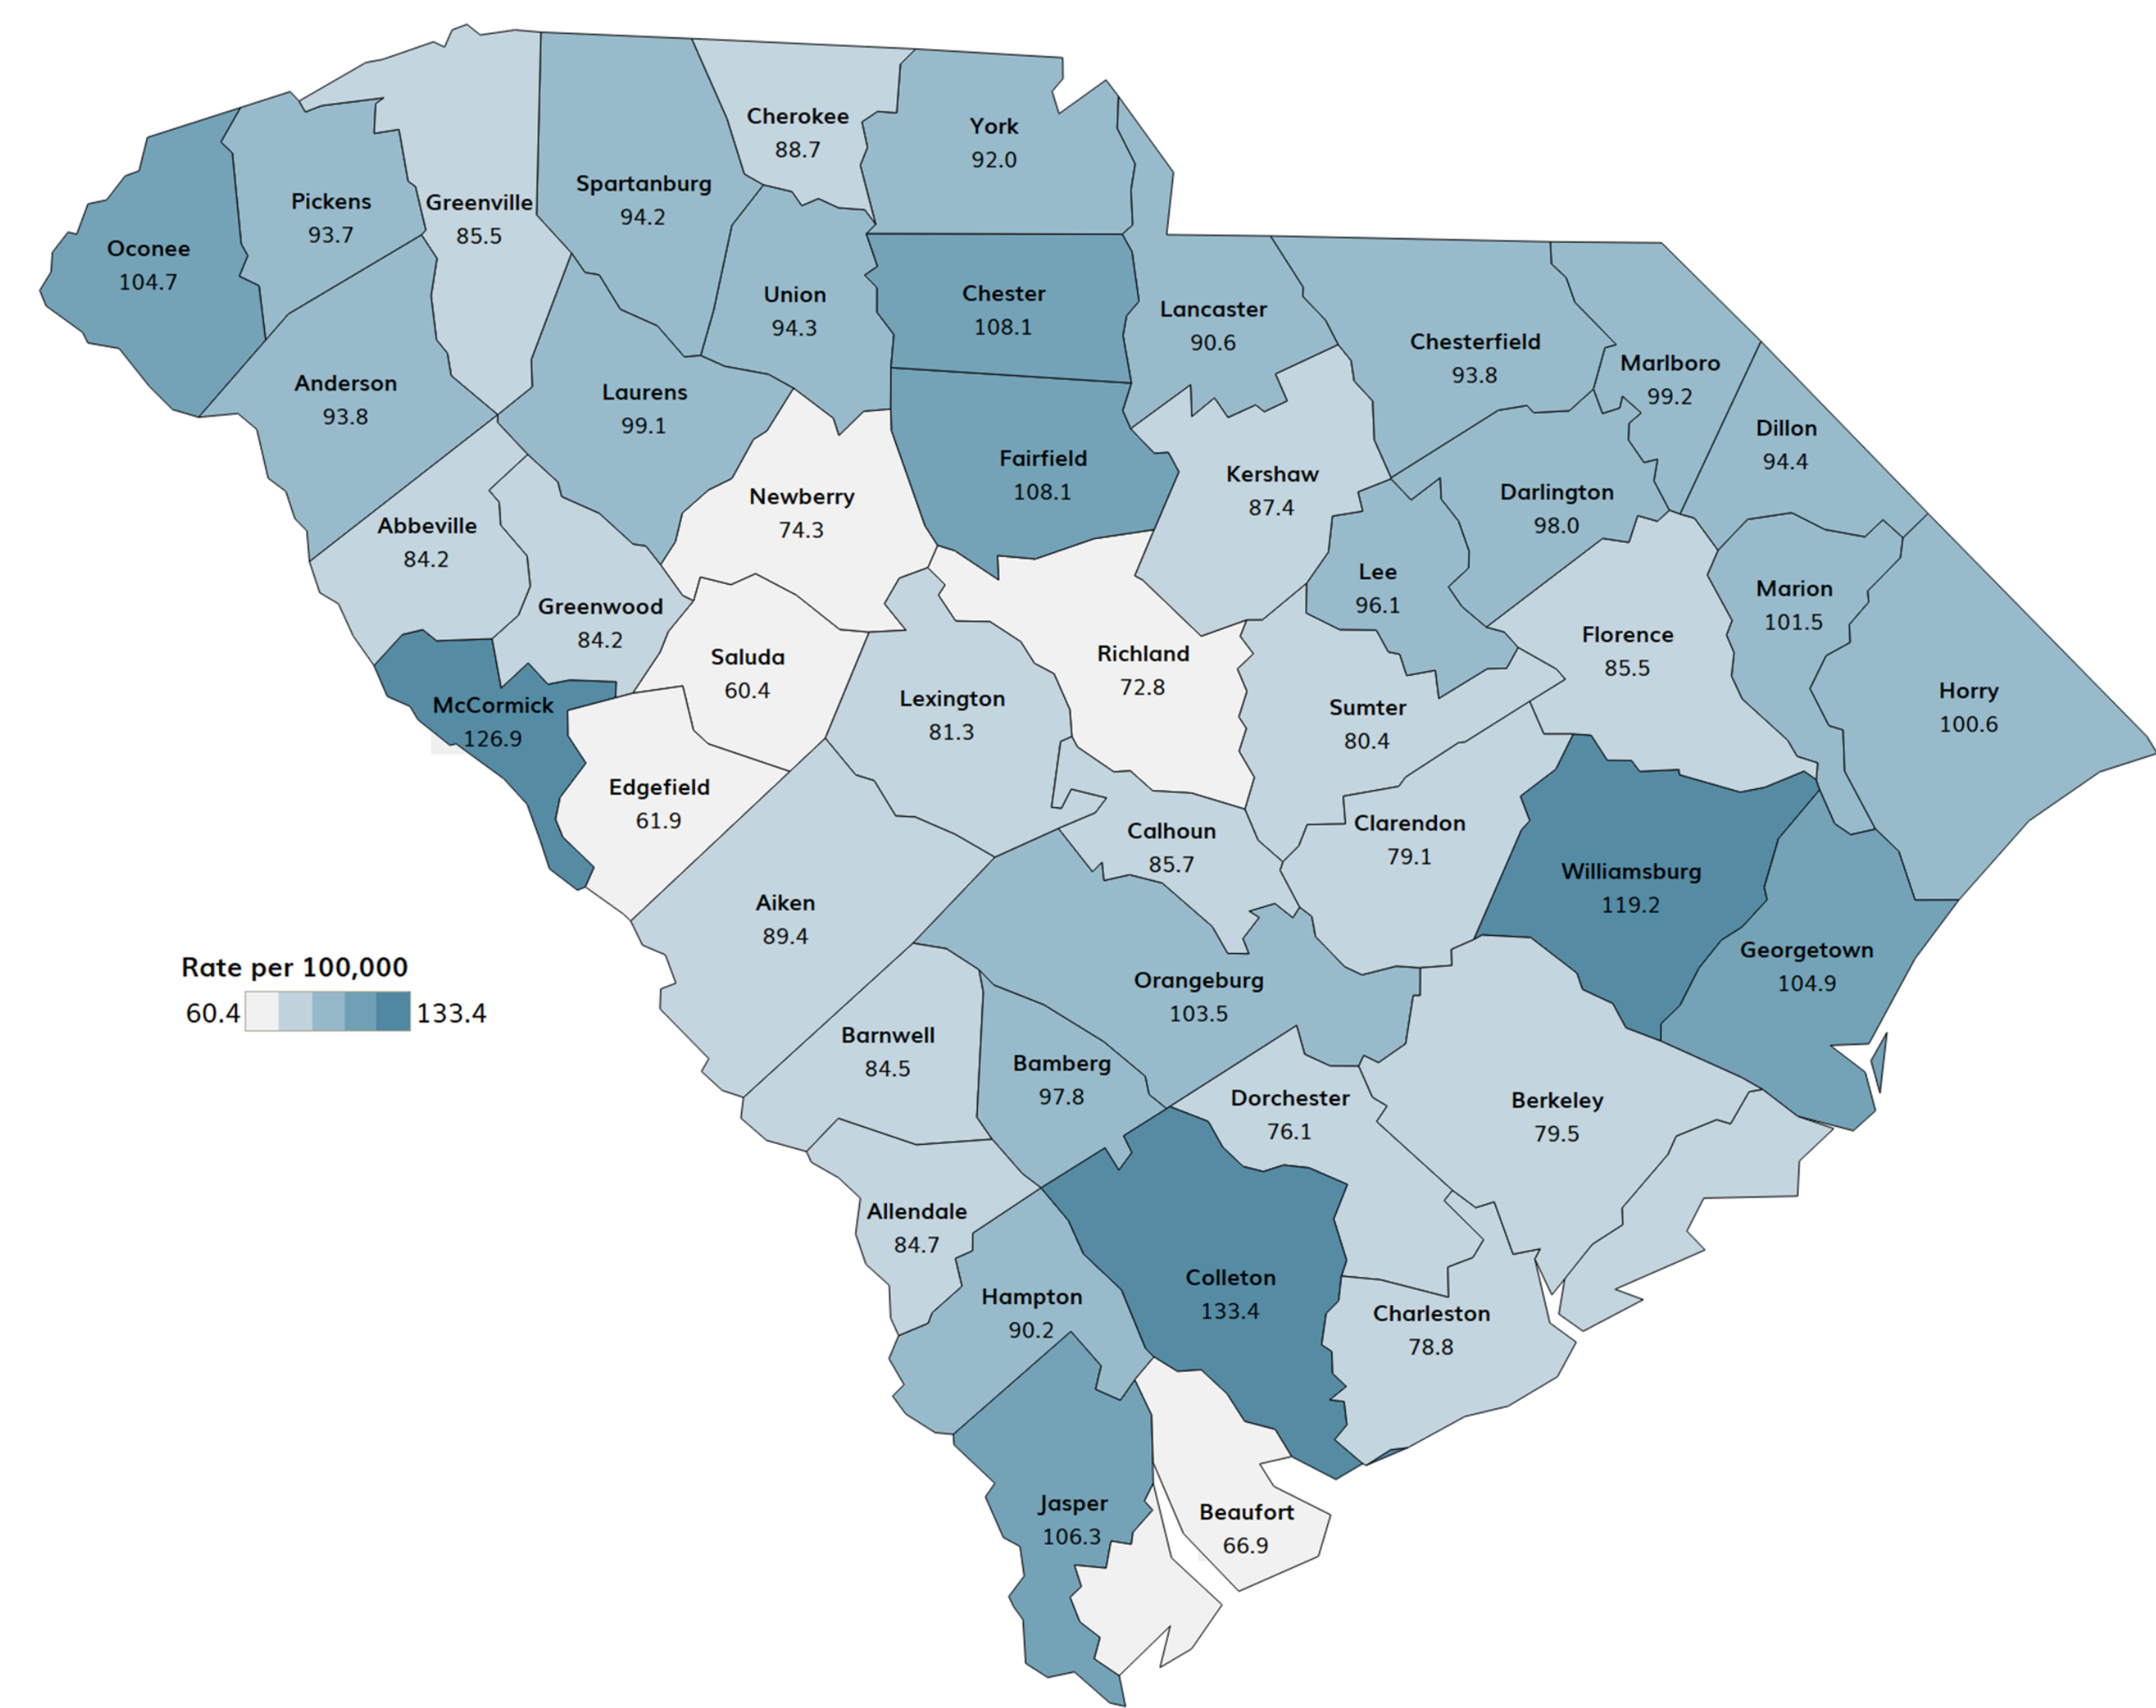 Cherokee
88.7
York
92.0
Spartanburg
94.2
Pickens
93.7
Greenville
85.5
Oconee
104.7
Union
94.3
Chester
108.1
Lancaster
90.6
Chesterfield
93.8
Marlboro
99.2
Anderson
93.8
Laurens
99.1
Dillon
94.4
Fairfield
108.1
Kershaw
87.4
Newberry
74.3
Darlington
98.0
Abbeville
84.2
Lee
96.1
Marion
101.5
Greenwood
84.2
Florence
85.5
Saluda
60.4
Richland
72.8
Lexington
81.3
Horry
100.6
McCormick
126.9
Sumter
80.4
Edgefield
61.9
Calhoun
85.7
Clarendon
79.1
Williamsburg
119.2
Aiken
89.4
Georgetown
104.9
Rate per 100,000
60.4 133.4
Orangeburg
103.5
Barnwell
84.5
Bamberg
97.8
Dorchester
76.1
Berkeley
79.5
Allendale
84.7
Colleton
133.4
Hampton
90.2
Charleston
78.8
Jasper
106.3
Beaufort
66.9